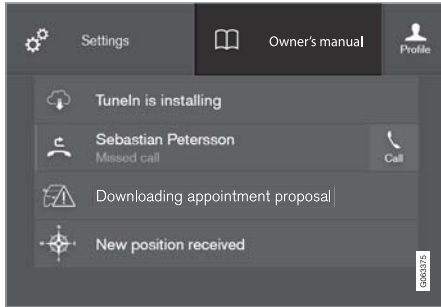 Settings
Owner's manual
Profile
TuneIn is installing
Sebastian Petersson
Missed call
Call
Downloading appointment proposal
New position received
G063375